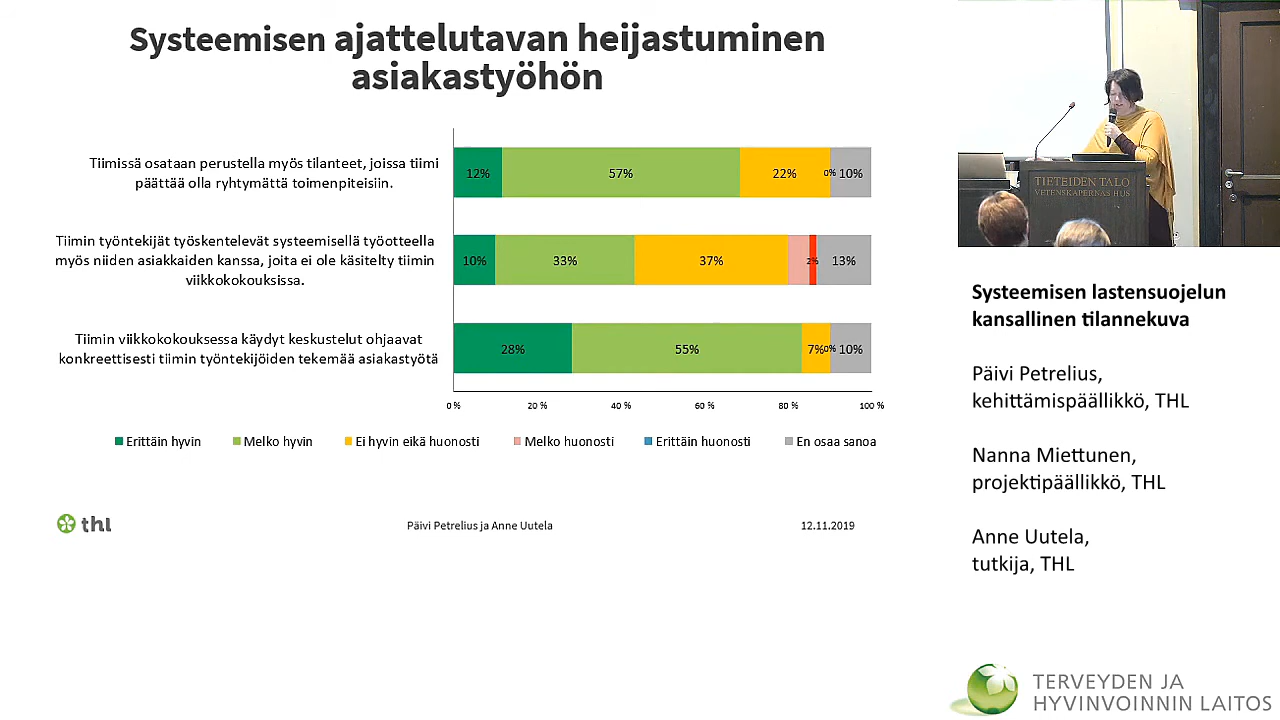 Systeemisen ajattelutavan heijastuminen
asiakastyöhön
Tiimissä osataan perustella myös tilanteet, joissa tiimi
päättää olla ryhtymättä toimenpiteisiin.
12% 57% 22% 0% 10%
Tiimin työntekijät työskentelevät systeemisellä työotteella
myös niiden asiakkaiden kanssa, joita ei ole käsitelty tiimin
viikkokokouksissa.
10% 33% 37% 2% 13%
Tiimin viikkokokouksessa käydyt keskustelut ohjaavat
konkreettisesti tiimin työntekijöiden tekemää asiakastyötä
28% 55% 7% 0% 10%
0 % 20 % 40 % 60 % 80 % 100 %
Erittäin hyvin Melko hyvin Ei hyvin eikä huonosti Melko huonosti Erittäin huonosti En osaa sanoa
thl Päivi Petrelius ja Anne Uutela 12.11.2019
TIETEIDEN TALO
VETENSKAPERNAS HUS
Systeemisen lastensuojelun
kansallinen tilannekuva
Päivi Petrelius,
kehittämispäällikkö, THL
Nanna Miettunen,
projektipäällikkö, THL
Anne Uutela,
tutkija, THL
TERVEYDEN JA
HYVINVOINNIN LAITOS